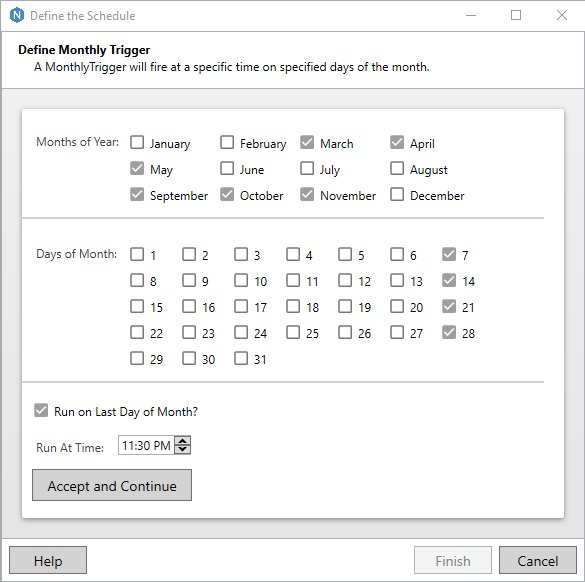 N Define the Schedule
Define Monthly Trigger
A MonthlyTrigger will fire at a specific time on specified days of the month.
Months of Year: January February March April
May June July August
September October November December
Days of Month: 1 2 3 4 5 6 7
8 9 10 11 12 13 14
15 16 17 18 19 20 21
22 23 24 25 26 27 28
29 30 31
Run on Last Day of Month?
Run At Time: 11:30 PM
Accept and Continue
Help Finish Cancel